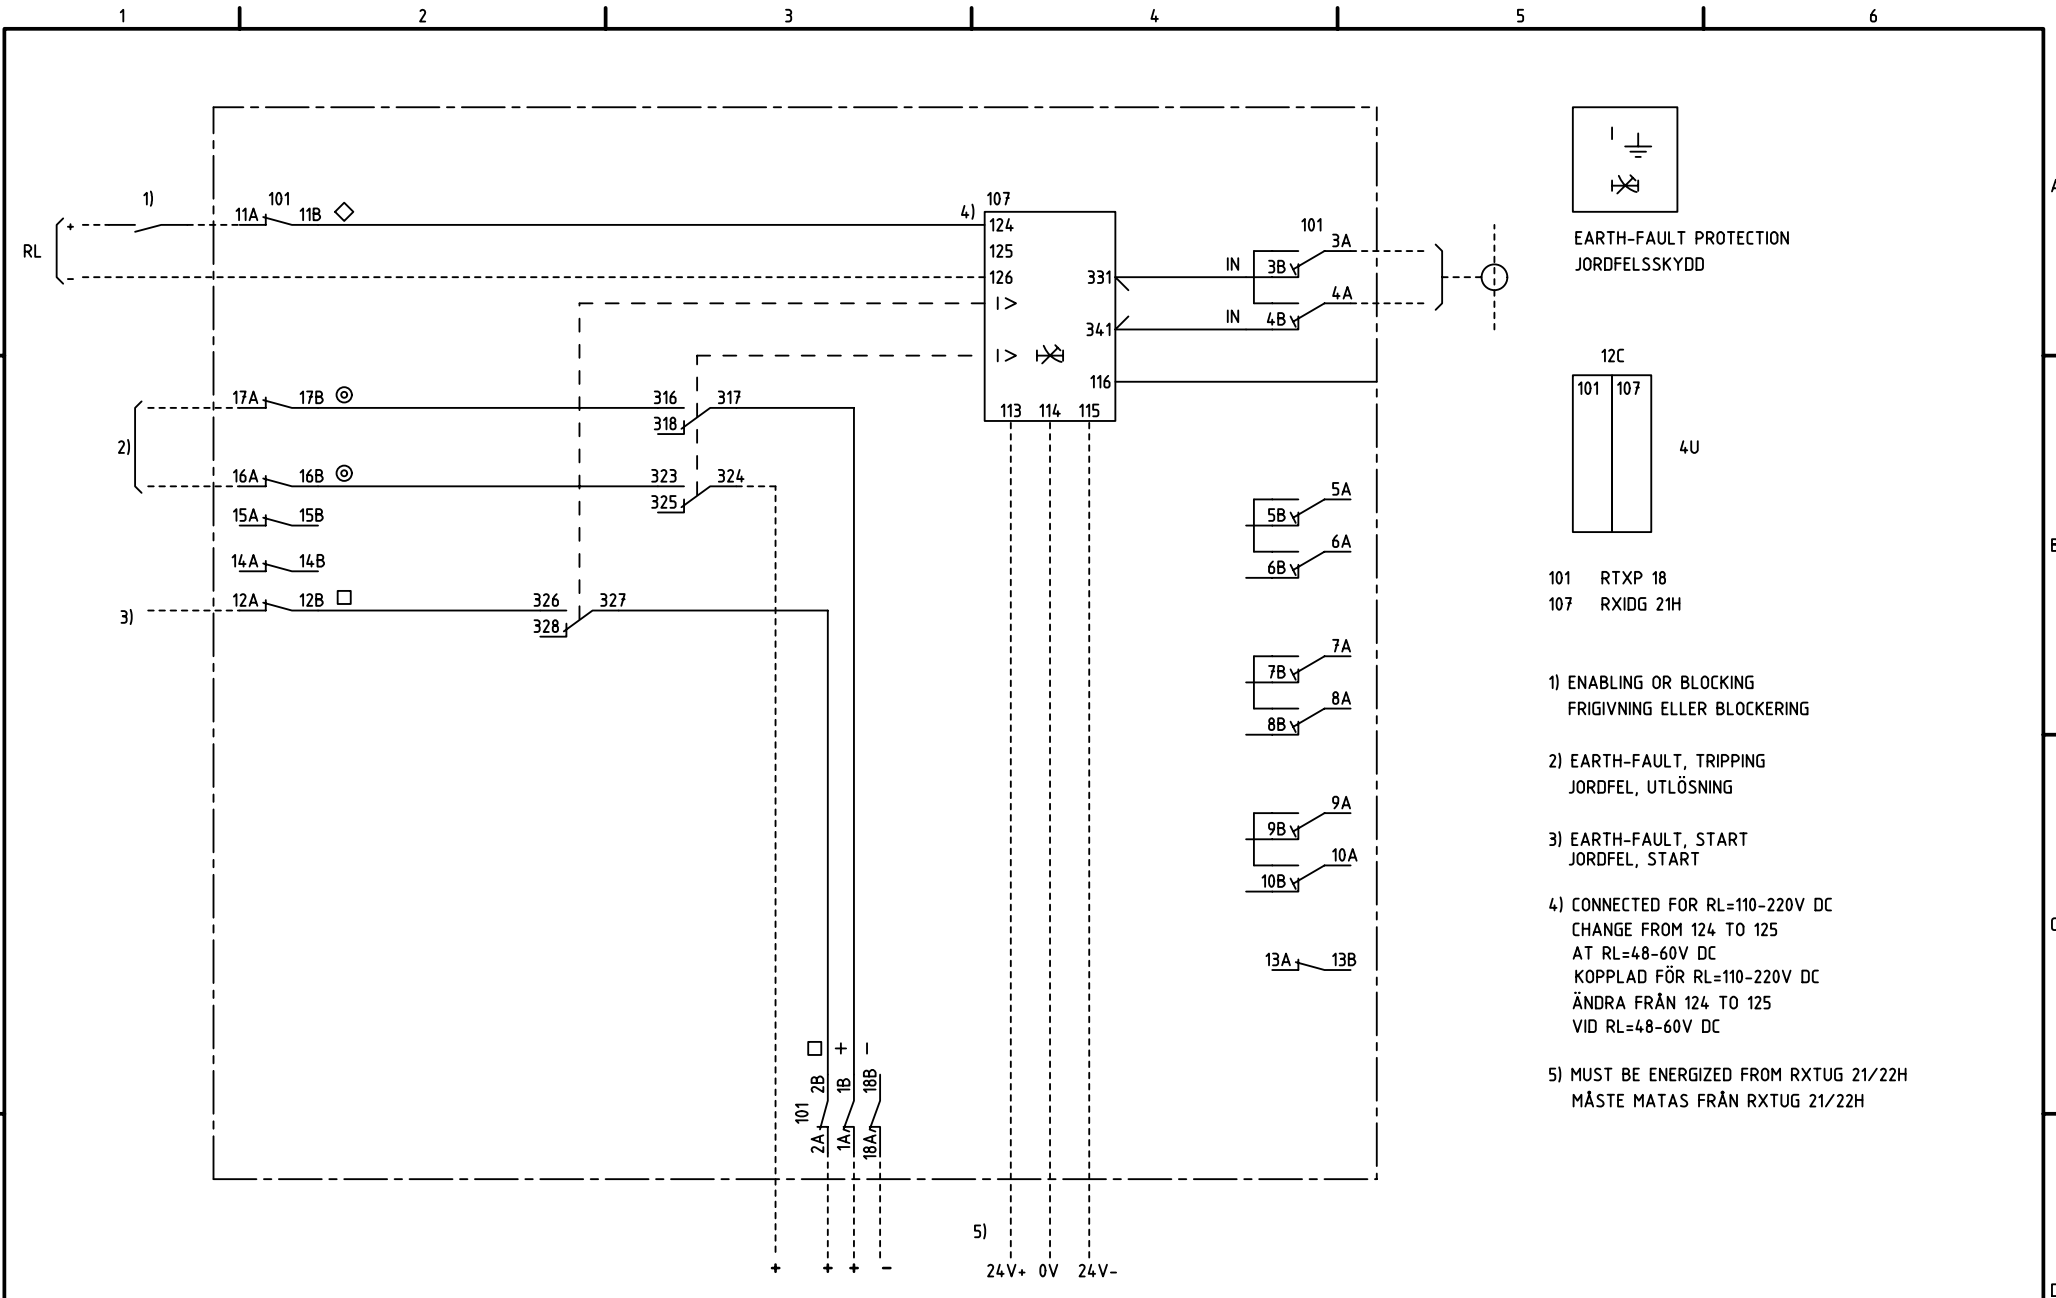 1 2 3 4 5 6
1) 101 107
11A 11B 4) 124
RL + 125 101 3A
- 126 331 IN 3B
I> 4A
341 IN 4B
I>
116
17A 17B 316 317 113 114 115
318
2)
16A 16B 323 324
325
15A 15B
14A 14B
12A 12B 326 327
3) 328
5A
5B
6A
6B
7A
7B
8A
8B
9A
9B
10A
10B
13A 13B
+ -
2B 1B 18B
101
2A 1A 18A
5)
+ + + - 24V+ 0V 24V-
I
EARTH-FAULT PROTECTION
JORDFELSSKYDD
12C
101 107
4U
101 RTXP 18
107 RXIDG 21H
1) ENABLING OR BLOCKING
FRIGIVNING ELLER BLOCKERING
2) EARTH-FAULT, TRIPPING
JORDFEL, UTLÖSNING
3) EARTH-FAULT, START
JORDFEL, START
4) CONNECTED FOR RL=110-220V DC
CHANGE FROM 124 TO 125
AT RL=48-60V DC
KOPPLAD FÖR RL=110-220V DC
ÄNDRA FRÅN 124 TO 125
VID RL=48-60V DC
5) MUST BE ENERGIZED FROM RXTUG 21/22H
MÅSTE MATAS FRÅN RXTUG 21/22H